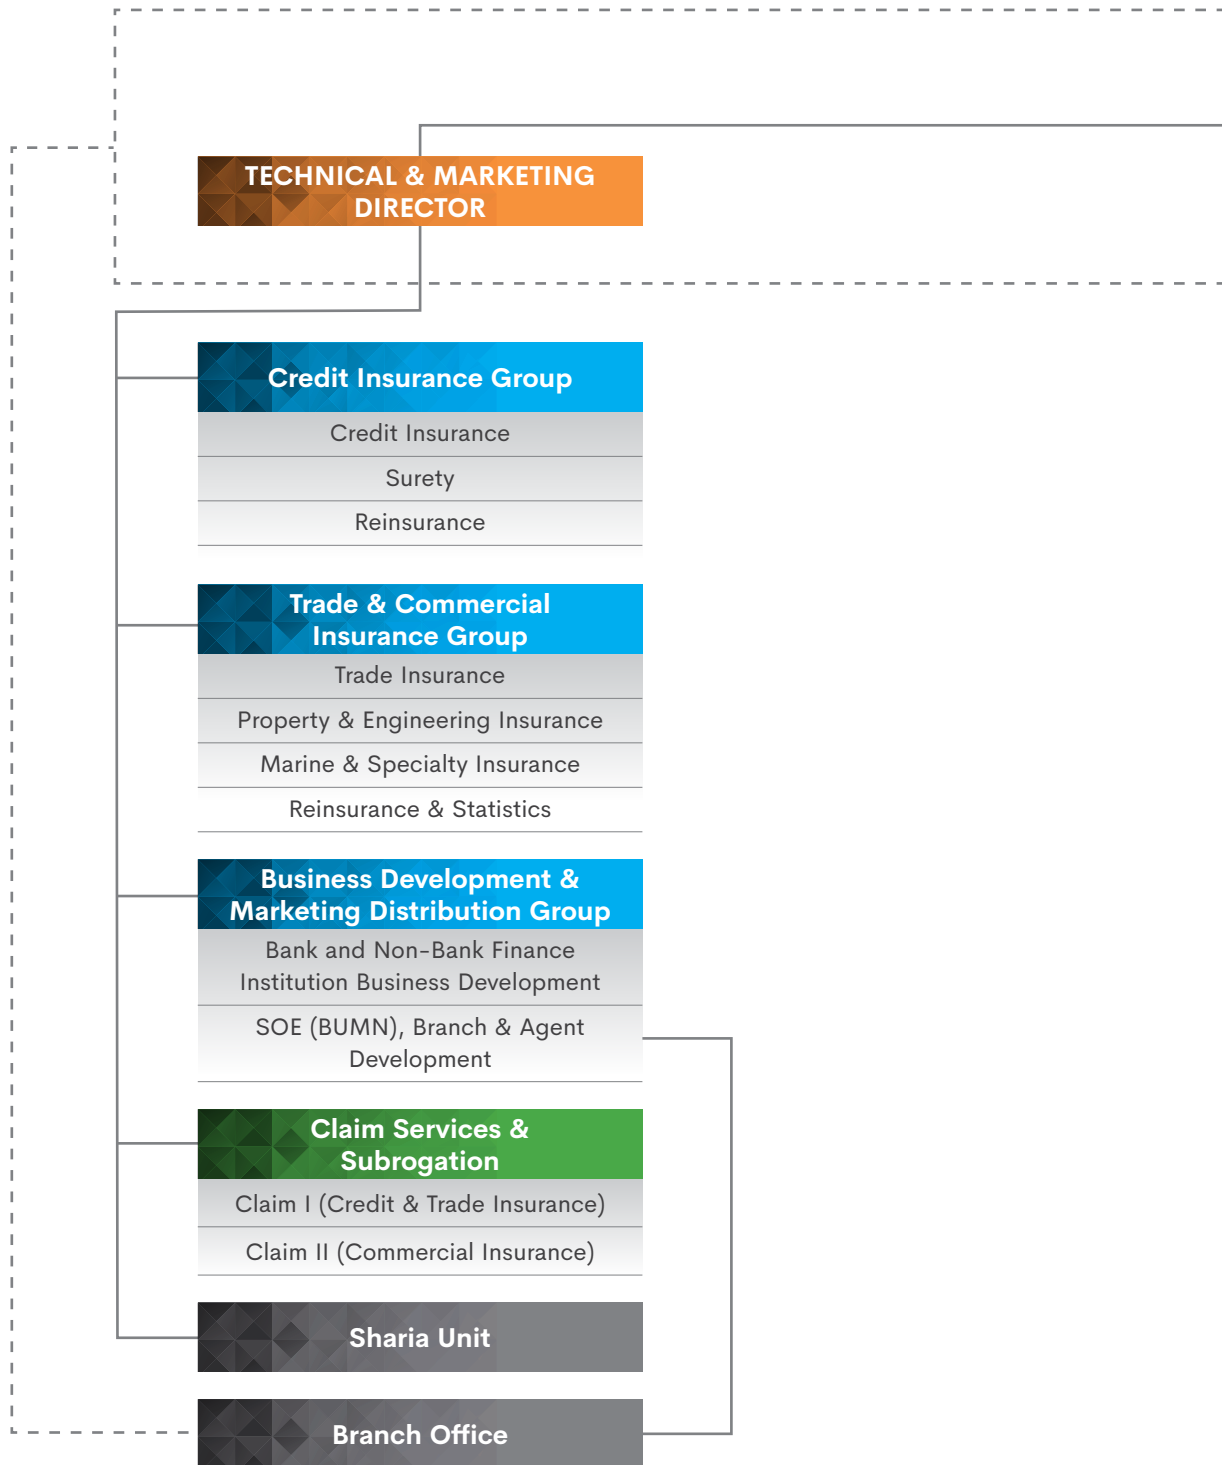 TECHNICAL & MARKETING
DIRECTOR
Credit Insurance Group
Credit Insurance
Surety
Reinsurance
Trade & Commercial
Insurance Group
Trade Insurance
Property & Engineering Insurance
Marine & Specialty Insurance
Reinsurance & Statistics
Business Development &
Marketing Distribution Group
Bank and Non-Bank Finance
Institution Business Development
SOE (BUMN), Branch & Agent
Development
Claim Services &
Subrogation
Claim I (Credit & Trade Insurance)
Claim II (Commercial Insurance)
Sharia Unit
Branch Office